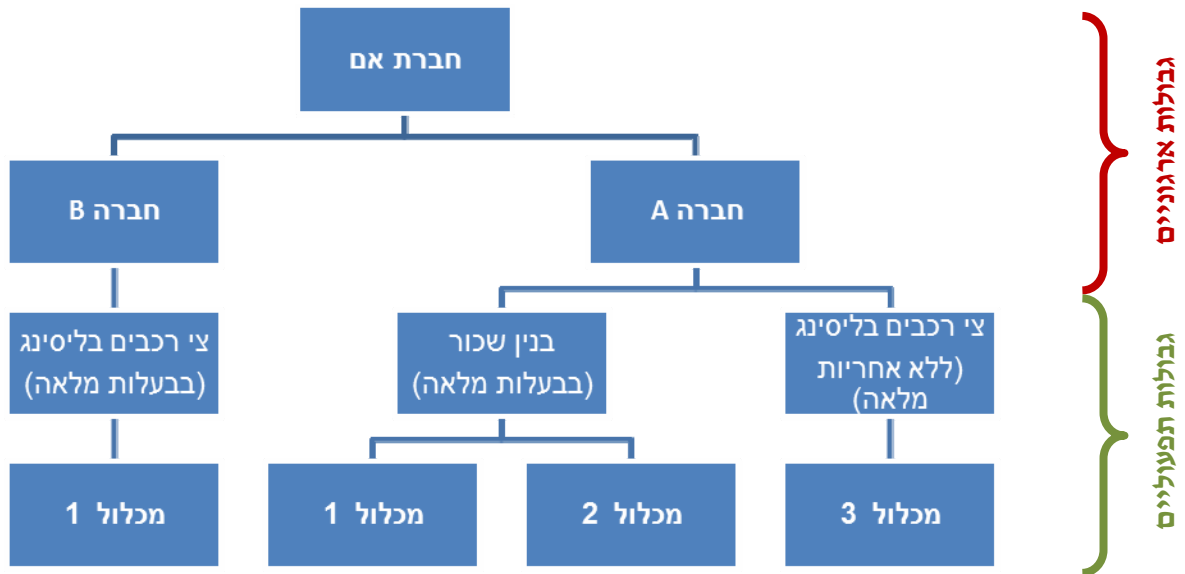 חברת אם
חברה A
חברה B
גבולות ארגוניים
צי רכבים בליסינג
(ללא אחריות
מלאה)
בנין שכור
(בבעלות מלאה)
צי רכבים בליסינג
(בבעלות מלאה)
מכלול 3
מכלול 2
מכלול 1
מכלול 1
גבולות תפעוליים